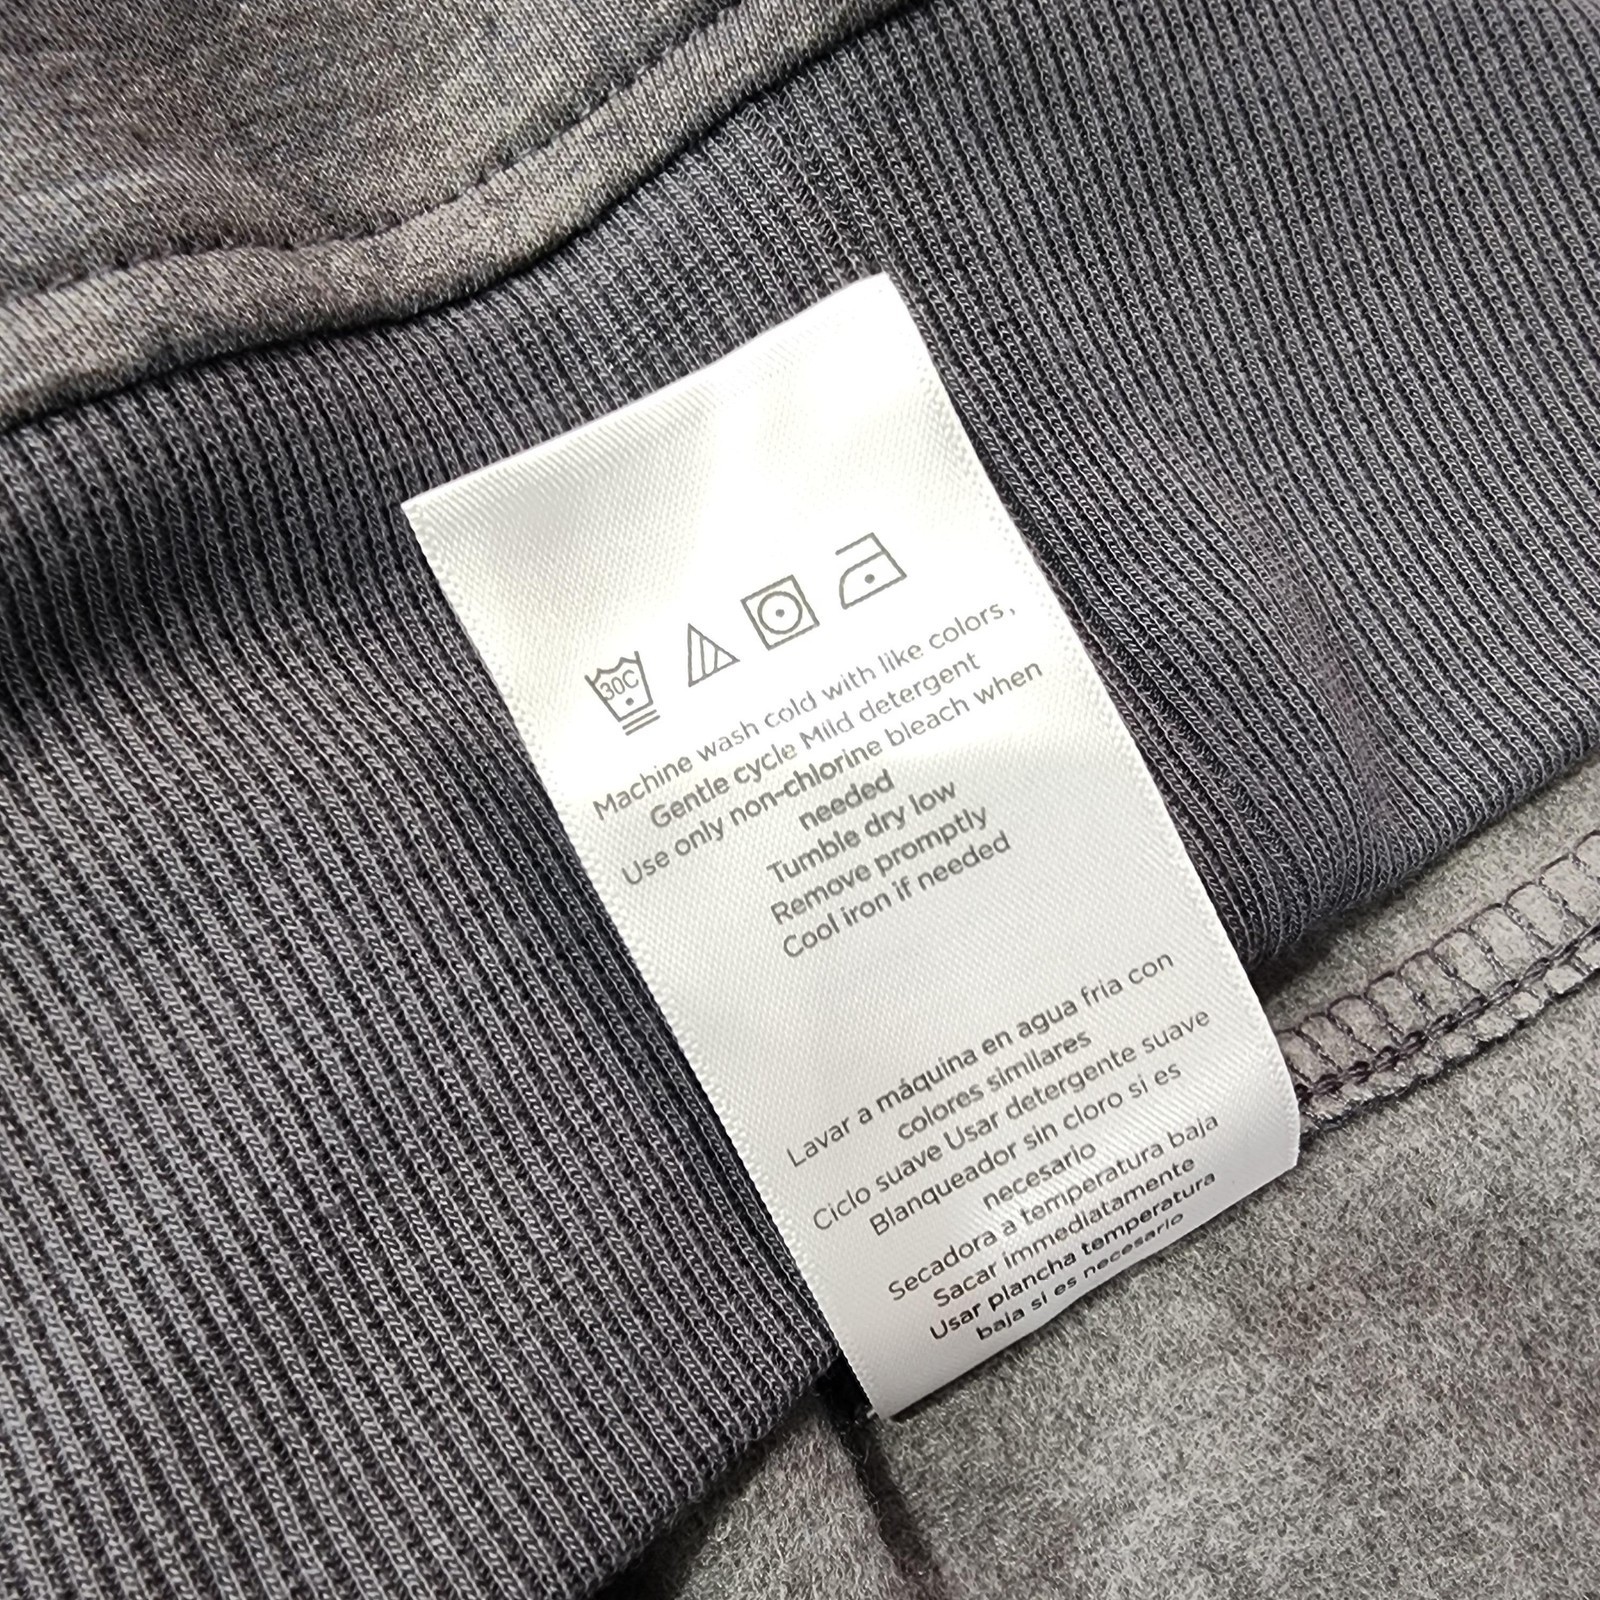 30C
Machine wash cold with like colors,
Gentle cycle Mild detergent
Use only non-chlorine bleach when
needed
Tumble dry low
Remove promptly
Cool iron if needed
Lavar a máquina en agua fria con
colores similares
Ciclo suave Usar detergente suave
Blanqueador sin cloro si es
necesario
Secadora a temperatura baja
Sacar immediatamente
Usar plancha temperatura
baja si es necesario